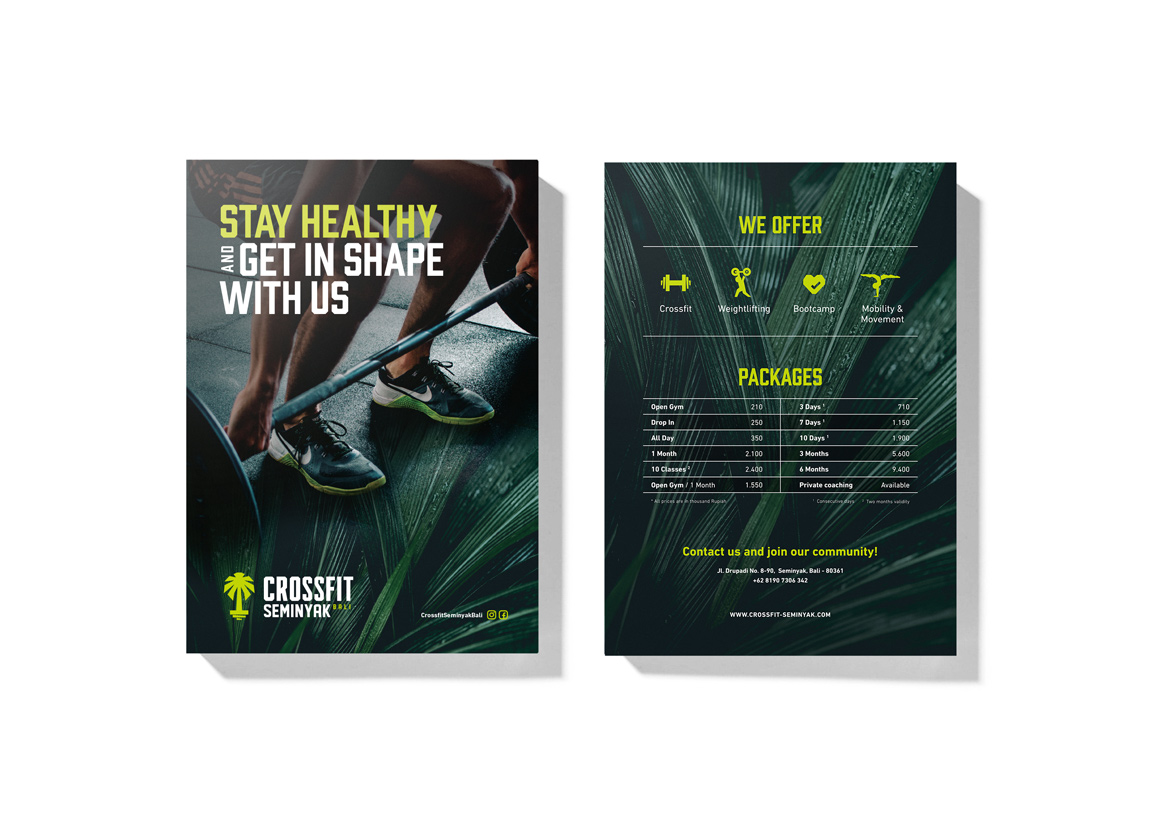 STAY HEALTHY
AND GET IN SHAPE
WITH US
CROSSFIT
SEMINYAK BALI
CrossfitSeminyakBali
WE OFFER
Crossfit
Weightlifting
Bootcamp
Mobility &
Movement
PACKAGES
Open Gym 210 3 Days ¹ 710
Drop In 250 7 Days ¹ 1.150
All Day 350 10 Days ¹ 1.900
1 Month 2.100 3 Months 5.600
10 Classes ² 2.400 6 Months 9.400
Open Gym / 1 Month 1.550 Private coaching Available
* All prices are in thousand Rupiah ¹ Consecutive days ² Two months validity
Contact us and join our community!
Jl. Drupadi No. 8-90, Seminyak, Bali - 80361
+62 8190 7306 342
WWW.CROSSFIT-SEMINYAK.COM